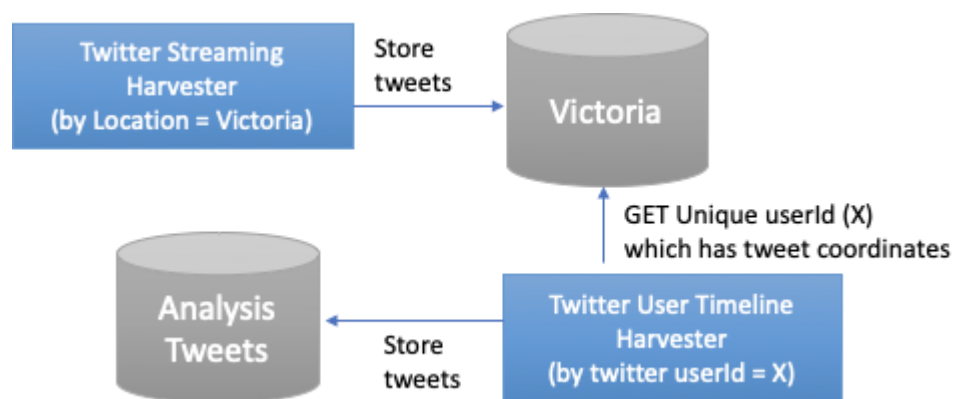 Twitter Streaming
Harvester
(by Location = Victoria)
Store
tweets
Victoria
GET Unique userId (X)
which has tweet coordinates
Analysis
Tweets
Store
tweets
Twitter User Timeline
Harvester
(by twitter userId = X)